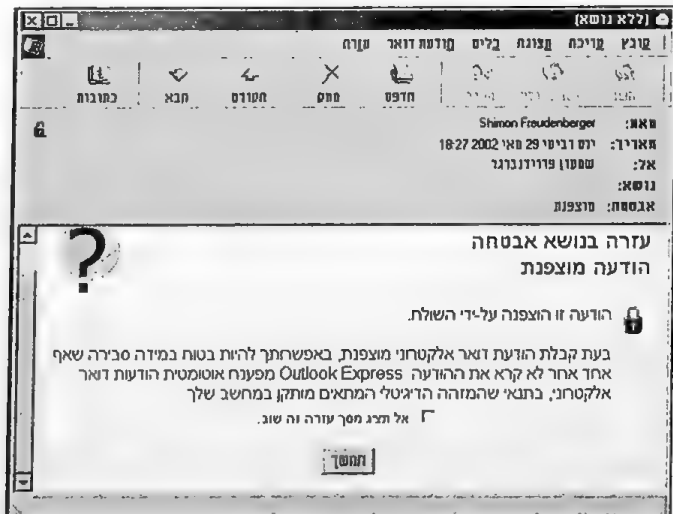 (ללא נושא)
קובץ עריכה תצוגה כלים הודעת דואר עזרה
הדפס מחק הקודם הבא כתובות
מאת: Shimon Freudenberger
תאריך: יום רביעי 29 מאי 2002 18:27
אל: שמעון פרוידנברגר
נושא:
אבטחה: מוצפנת
עזרה בנושא אבטחה
הודעה מוצפנת
הודעה זו הוצפנה על-ידי השולח.
בעת קבלת הודעת דואר אלקטרוני מוצפנת, באפשרותך להיות בטוח במידה סבירה שאף
אחד אחר לא קרא את ההודעה Outlook Express מפענח אוטומטית הודעות דואר
אלקטרוני, בתנאי שהמזהה הדיגיטלי המתאים מותקן במחשב שלך
אל תציג מסך עזרה זה שוב.
המשך